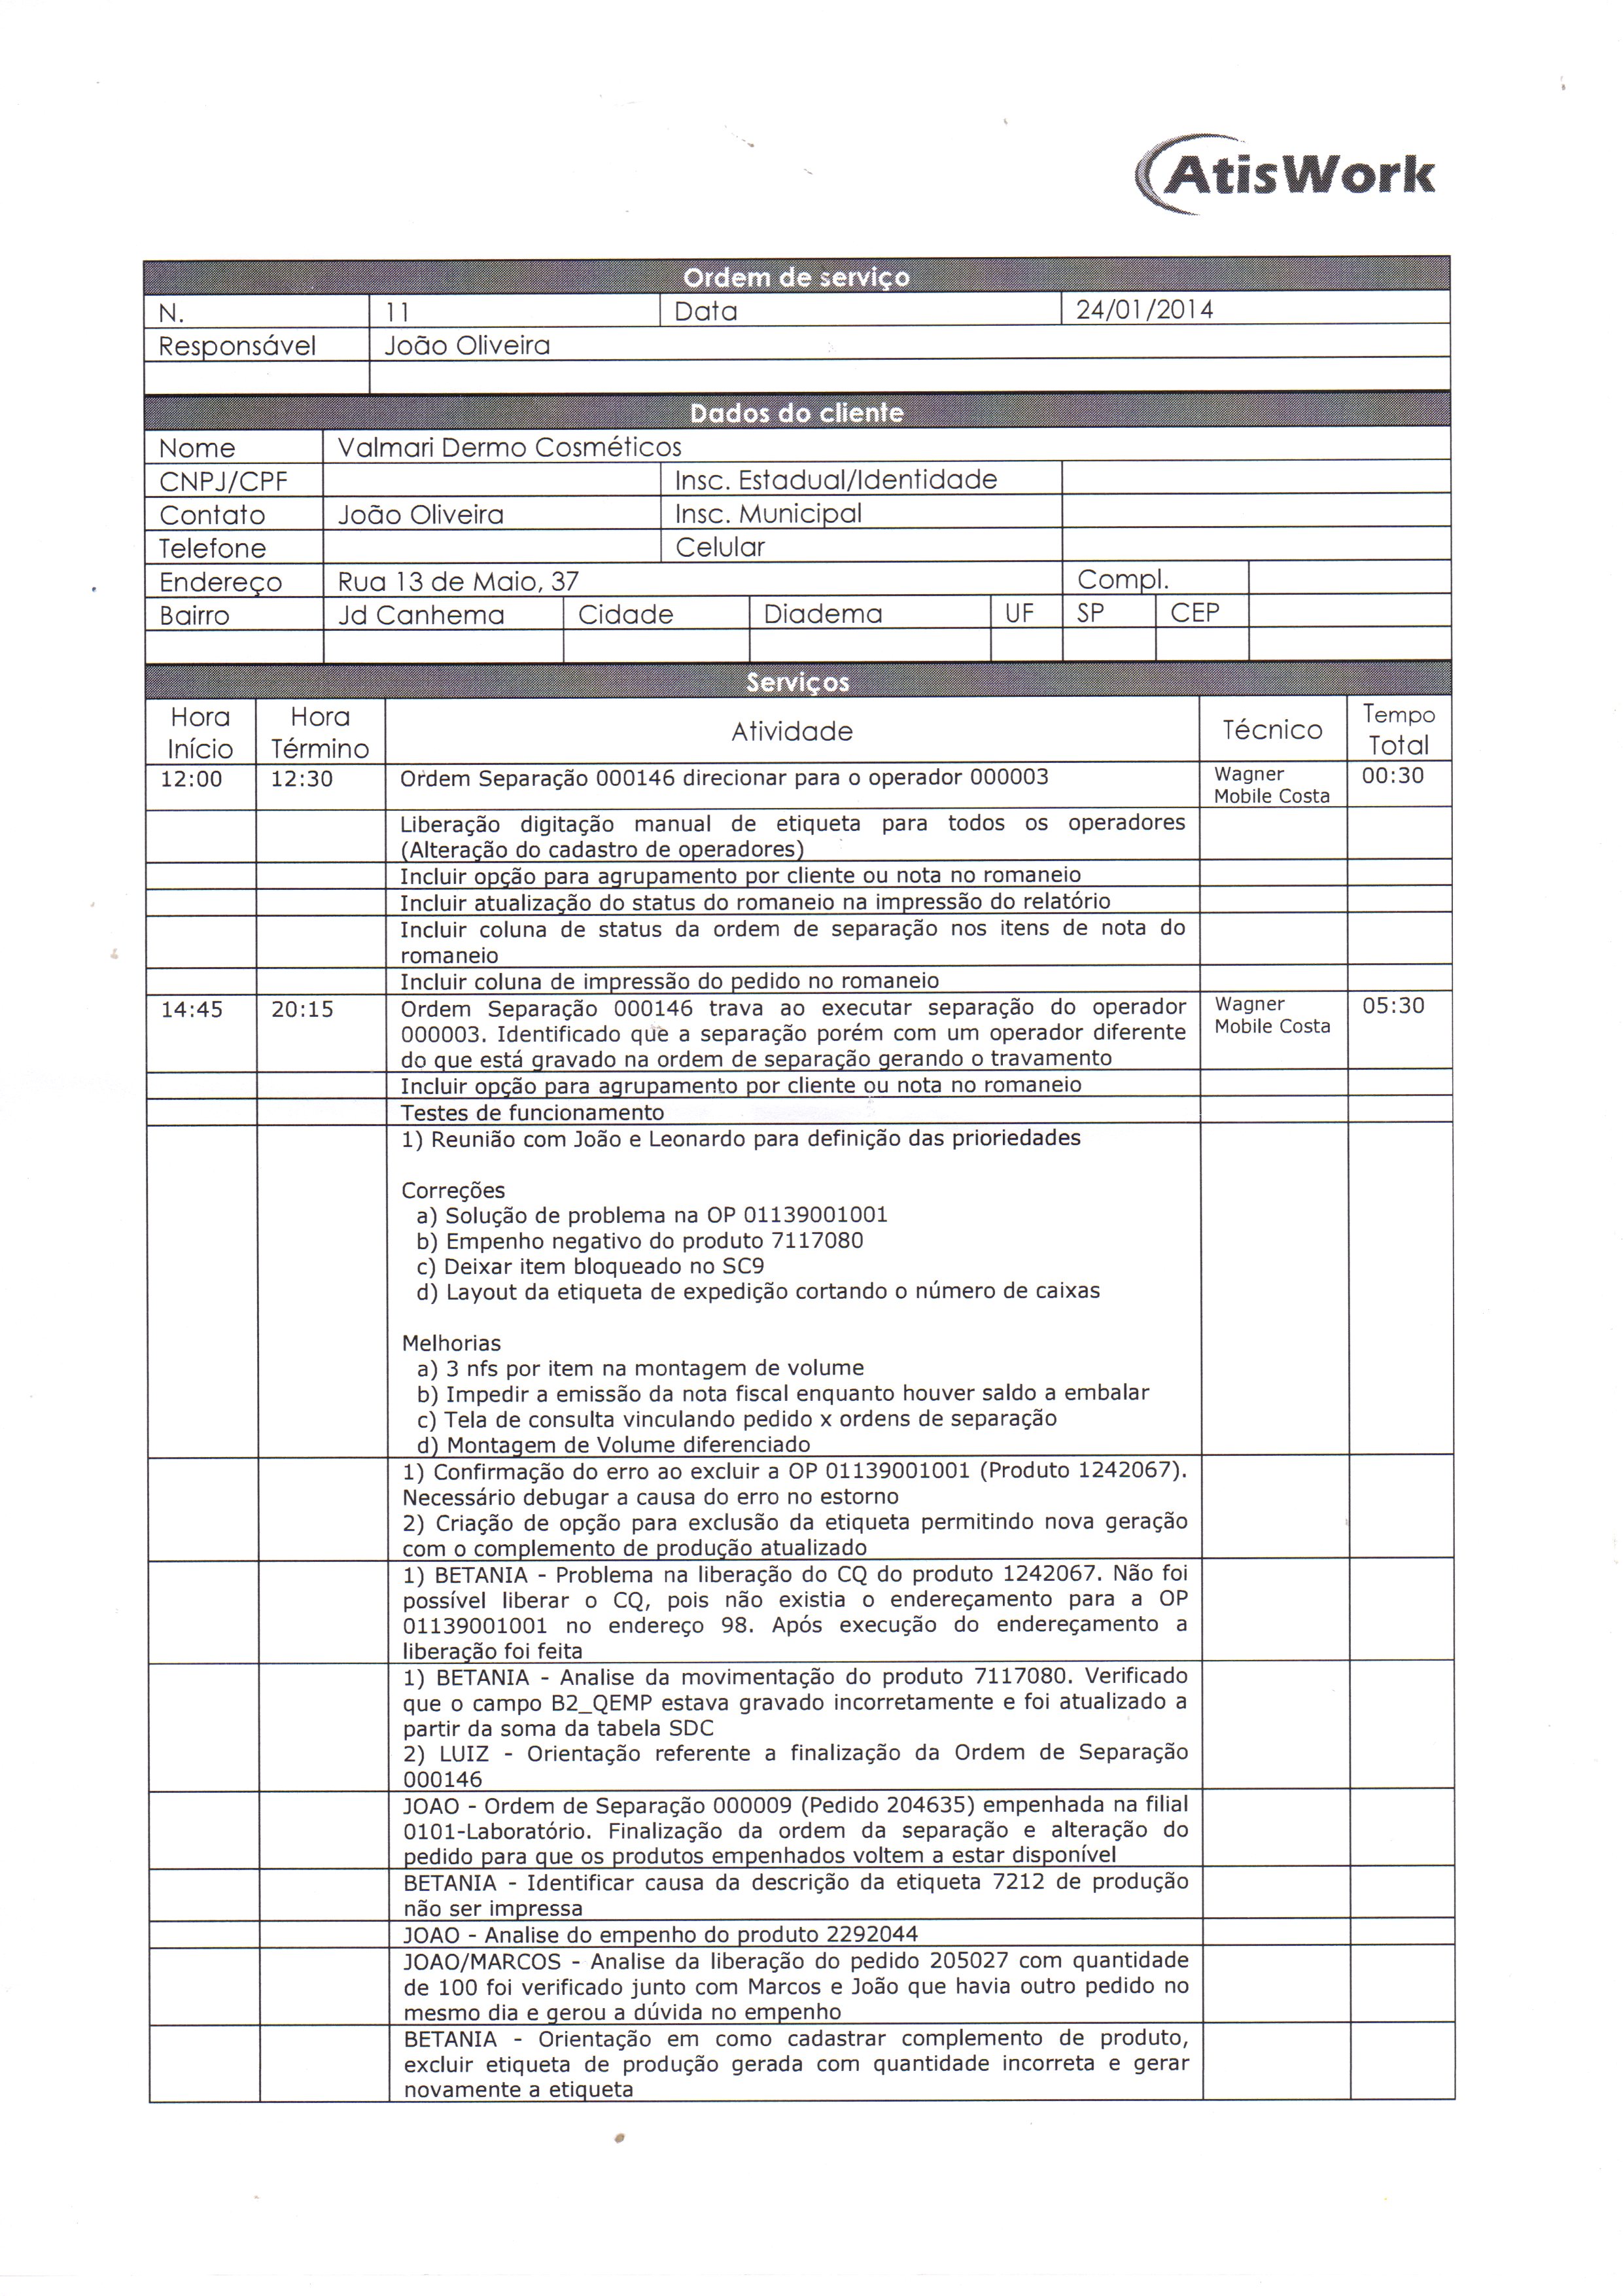 AtisWork
Ordem de serviço
N. 11 Data 24/01/2014
Responsável João Oliveira
Dados do cliente
Nome Valmari Dermo Cosméticos
CNPJ/CPF Insc. Estadual/Identidade
Contato João Oliveira Insc. Municipal
Telefone Celular
Endereço Rua 13 de Maio, 37 Compl.
Bairro Jd Canhema Cidade Diadema UF SP CEP
Serviços
Hora Início Hora Término Atividade Técnico Tempo Total
12:00 12:30 Ordem Separação 000146 direcionar para o operador 000003 Wagner Mobile Costa 00:30
Liberação digitação manual de etiqueta para todos os operadores
(Alteração do cadastro de operadores)
Incluir opção para agrupamento por cliente ou nota no romaneio
Incluir atualização do status do romaneio na impressão do relatório
Incluir coluna de status da ordem de separação nos itens de nota do
romaneio
Incluir coluna de impressão do pedido no romaneio
14:45 20:15 Ordem Separação 000146 trava ao executar separação do operador Wagner 05:30
000003. Identificado que a separação porém com um operador diferente Mobile Costa
do que está gravado na ordem de separação gerando o travamento
Incluir opção para agrupamento por cliente ou nota no romaneio
Testes de funcionamento
1) Reunião com João e Leonardo para definição das prioriedades
Correções
a) Solução de problema na OP 01139001001
b) Empenho negativo do produto 7117080
c) Deixar item bloqueado no SC9
d) Layout da etiqueta de expedição cortando o número de caixas
Melhorias
a) 3 nfs por item na montagem de volume
b) Impedir a emissão da nota fiscal enquanto houver saldo a embalar
c) Tela de consulta vinculando pedido x ordens de separação
d) Montagem de Volume diferenciado
1) Confirmação do erro ao excluir a OP 01139001001 (Produto 1242067).
Necessário debugar a causa do erro no estorno
2) Criação de opção para exclusão da etiqueta permitindo nova geração
com o complemento de produção atualizado
1) BETANIA - Problema na liberação do CQ do produto 1242067. Não foi
possível liberar o CQ, pois não existia o endereçamento para a OP
01139001001 no endereço 98. Após execução do endereçamento a
liberação foi feita
1) BETANIA - Analise da movimentação do produto 7117080. Verificado
que o campo B2_QEMP estava gravado incorretamente e foi atualizado a
partir da soma da tabela SDC
2) LUIZ - Orientação referente a finalização da Ordem de Separação
000146
JOAO - Ordem de Separação 000009 (Pedido 204635) empenhada na filial
0101-Laboratório. Finalização da ordem da separação e alteração do
pedido para que os produtos empenhados voltem a estar disponível
BETANIA - Identificar causa da descrição da etiqueta 7212 de produção
não ser impressa
JOAO - Analise do empenho do produto 2292044
JOAO/MARCOS - Analise da liberação do pedido 205027 com quantidade
de 100 foi verificado junto com Marcos e João que havia outro pedido no
mesmo dia e gerou a dúvida no empenho
BETANIA - Orientação em como cadastrar complemento de produto,
excluir etiqueta de produção gerada com quantidade incorreta e gerar
novamente a etiqueta